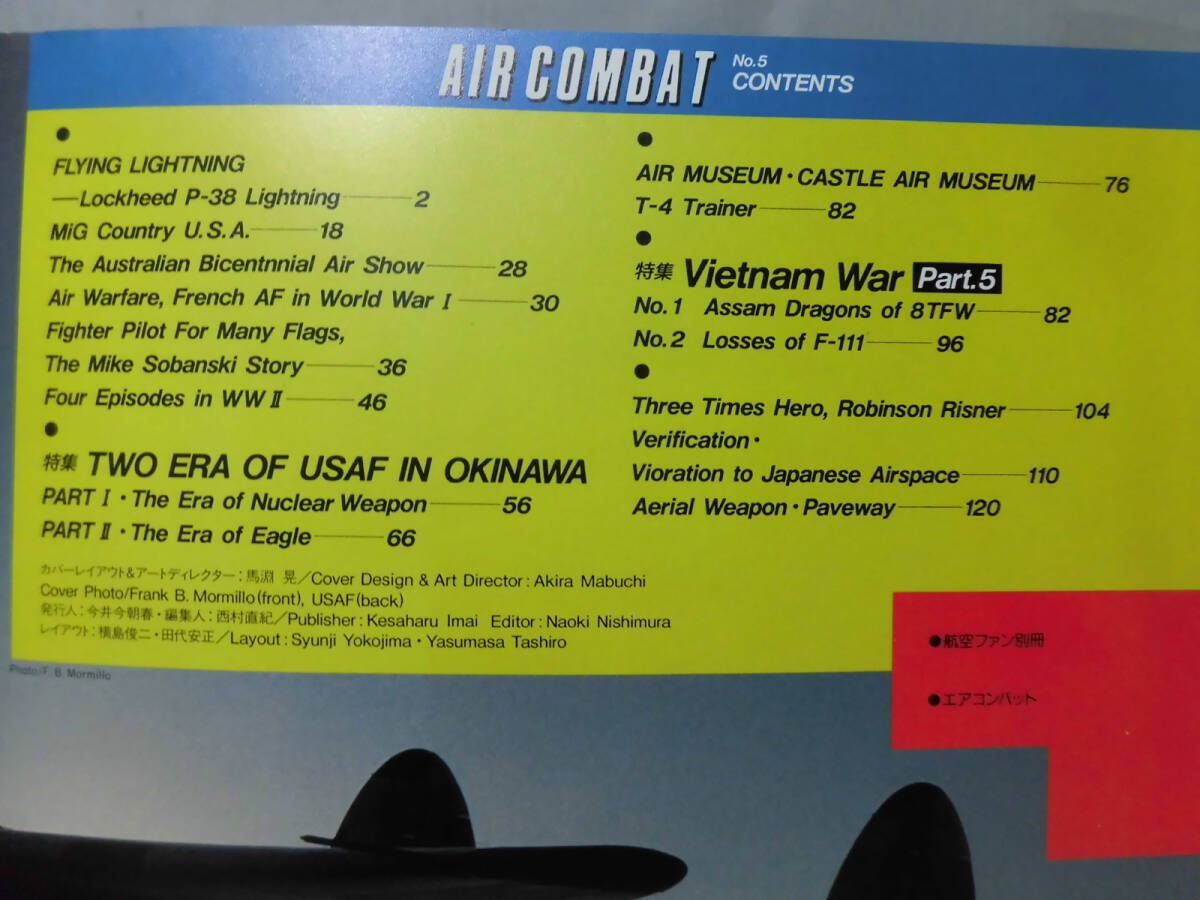 AIR COMBAT No.5 CONTENTS
●
FLYING LIGHTNING
—Lockheed P-38 Lightning——2
MiG Country U.S.A.——18
The Australian Bicentnnial Air Show——28
Air Warfare, French AF in World War Ⅰ——30
Fighter Pilot For Many Flags,
The Mike Sobanski Story——36
Four Episodes in WWⅡ——46
●
特集 TWO ERA OF USAF IN OKINAWA
PART Ⅰ・The Era of Nuclear Weapon——56
PART Ⅱ・The Era of Eagle——66
カバーレイアウト&アートディレクター:馬淵 晃/Cover Design & Art Director: Akira Mabuchi
Cover Photo/Frank B. Mormillo(front), USAF(back)
発行人:今井今朝春・編集人:西村直紀/Publisher: Kesaharu Imai Editor: Naoki Nishimura
レイアウト:横島俊二・田代安正/Layout: Syunji Yokojima・Yasumasa Tashiro
●
AIR MUSEUM・CASTLE AIR MUSEUM——76
T-4 Trainer——82
●
特集 Vietnam War Part.5
No.1 Assam Dragons of 8TFW——82
No.2 Losses of F-111——96
●
Three Times Hero, Robinson Risner——104
Verification・
Vioration to Japanese Airspace——110
Aerial Weapon・Paveway——120
●航空ファン別冊
●エアコンバット
Photo/F. B. Mormillo